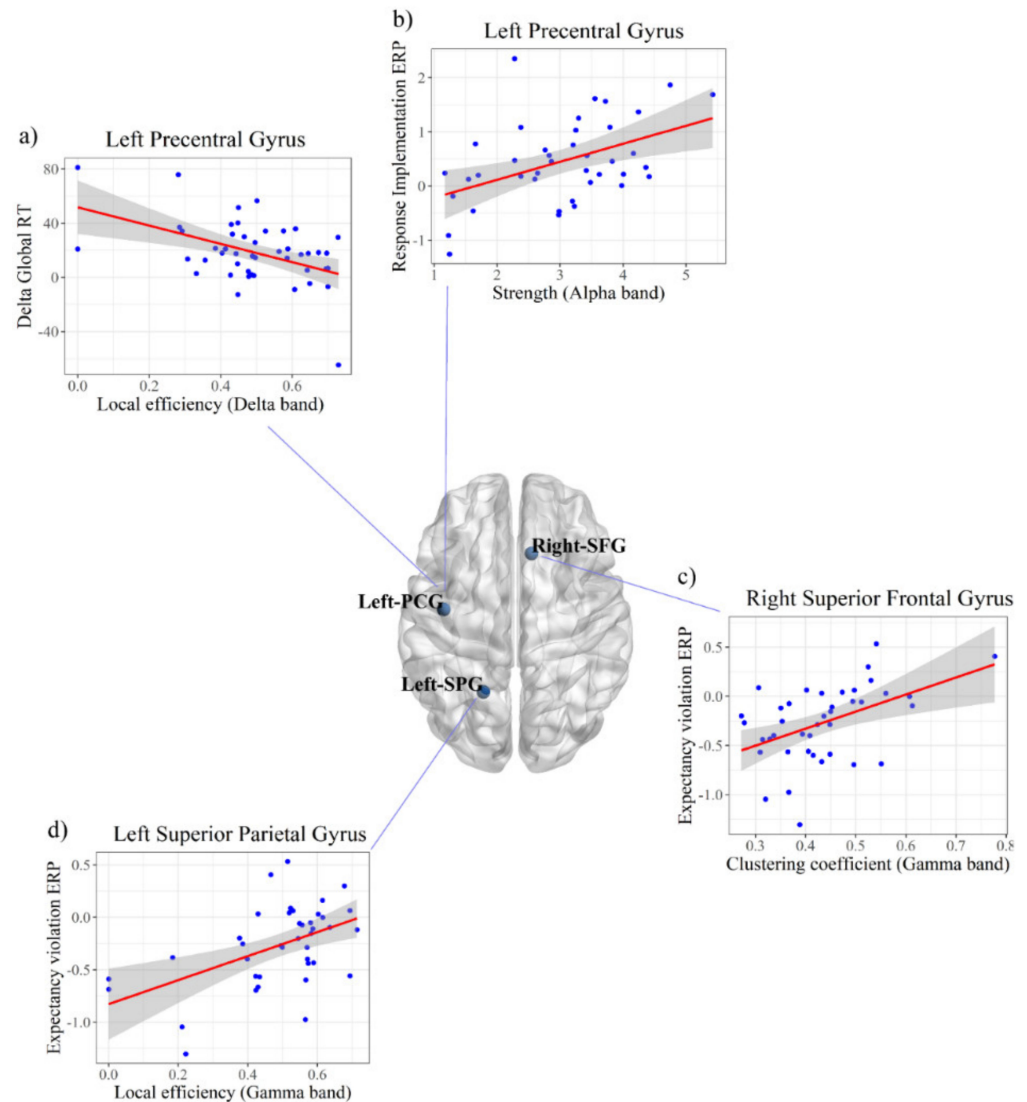 b)
Left Precentral Gyrus
Response Implementation ERP
2
1
0
-1
1
2
3
4
5
Strength (Alpha band)
a)
Left Precentral Gyrus
Delta Global RT
80
40
0
-40
0.0
0.2
0.4
0.6
Local efficiency (Delta band)
Right-SFG
Left-PCG
Left-SPG
c)
Right Superior Frontal Gyrus
Expectancy violation ERP
0.5
0.0
-0.5
-1.0
0.3
0.4
0.5
0.6
0.7
0.8
Clustering coefficient (Gamma band)
d)
Left Superior Parietal Gyrus
Expectancy violation ERP
0.5
0.0
-0.5
-1.0
0.0
0.2
0.4
0.6
Local efficiency (Gamma band)